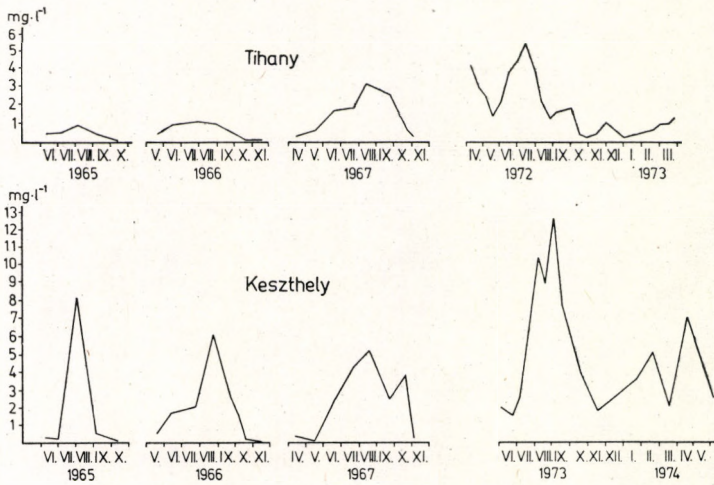 mg·l⁻¹
6
5
4
3
2
1
Tihany
VI. VII. VIII. IX. X.
1965
V. VI. VII. VIII. IX. X. XI.
1966
IV. V. VI. VII. VIII. IX. X. XI.
1967
IV. V. VI. VII. VIII. IX. X. XI. XII. I. II. III.
1972 1973
mg·l⁻¹
13
12
11
10
9
8
7
6
5
4
3
2
1
Keszthely
VI. VII. VIII. IX. X.
1965
V. VI. VII. VIII. IX. X. XI.
1966
IV. V. VI. VII. VIII. IX. X. XI.
1967
VI. VII. VIII. IX. X. XI. XII. I. II. III. IV. V.
1973 1974